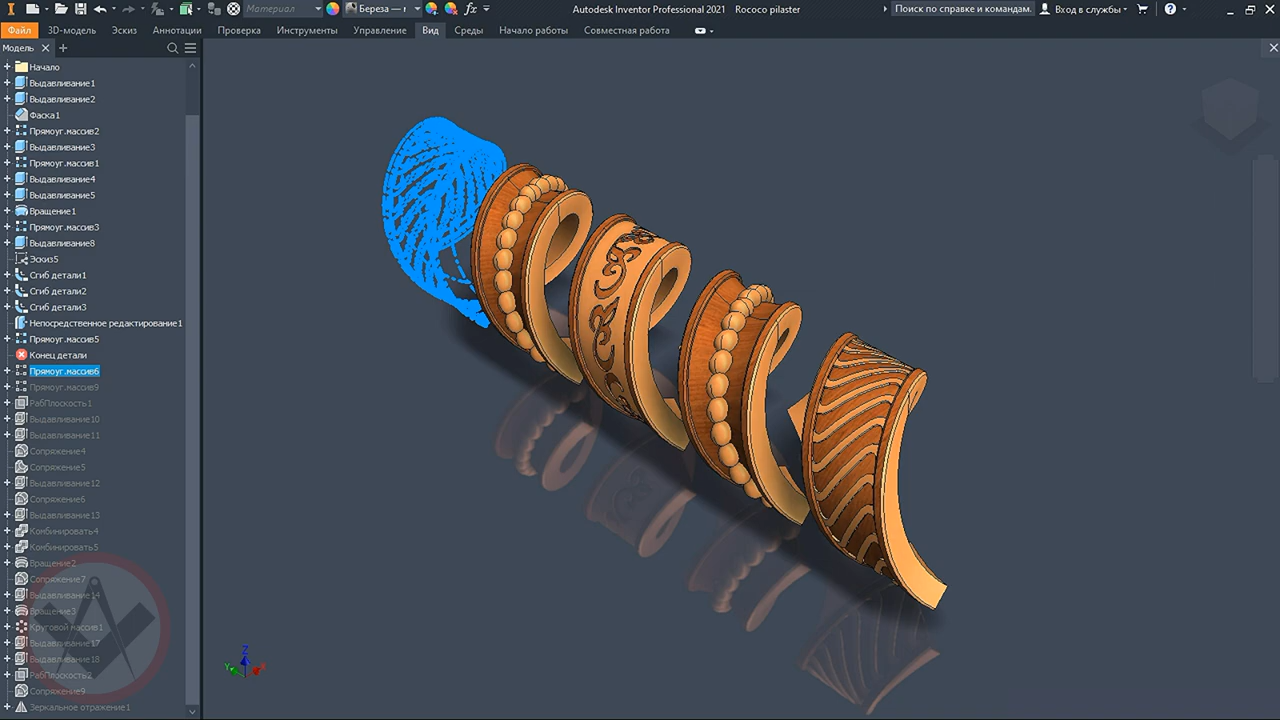 Материал
Береза — г
fx
Autodesk Inventor Professional 2021 Rococo pilaster
Поиск по справке и командам.
Вход в службы
Файл 3D-модель Эскиз Аннотации Проверка Инструменты Управление Вид Среды Начало работы Совместная работа
Модель
Начало
Выдавливание1
Выдавливание2
Фаска1
Прямоуг.массив2
Выдавливание3
Прямоуг.массив1
Выдавливание4
Выдавливание5
Вращение1
Прямоуг.массив3
Выдавливание8
Эскиз5
Сгиб детали1
Сгиб детали2
Сгиб детали3
Непосредственное редактирование1
Прямоуг.массив5
Конец детали
Прямоуг.массив6
Прямоуг.массив9
РабПлоскость1
Выдавливание10
Выдавливание11
Сопряжение4
Сопряжение5
Выдавливание12
Сопряжение6
Выдавливание13
Комбинировать4
Комбинировать5
Вращение2
Сопряжение7
Выдавливание14
Вращение3
Круговой массив1
Выдавливание17
Выдавливание18
РабПлоскость2
Сопряжение9
Зеркальное отражение1
Z
Y
X